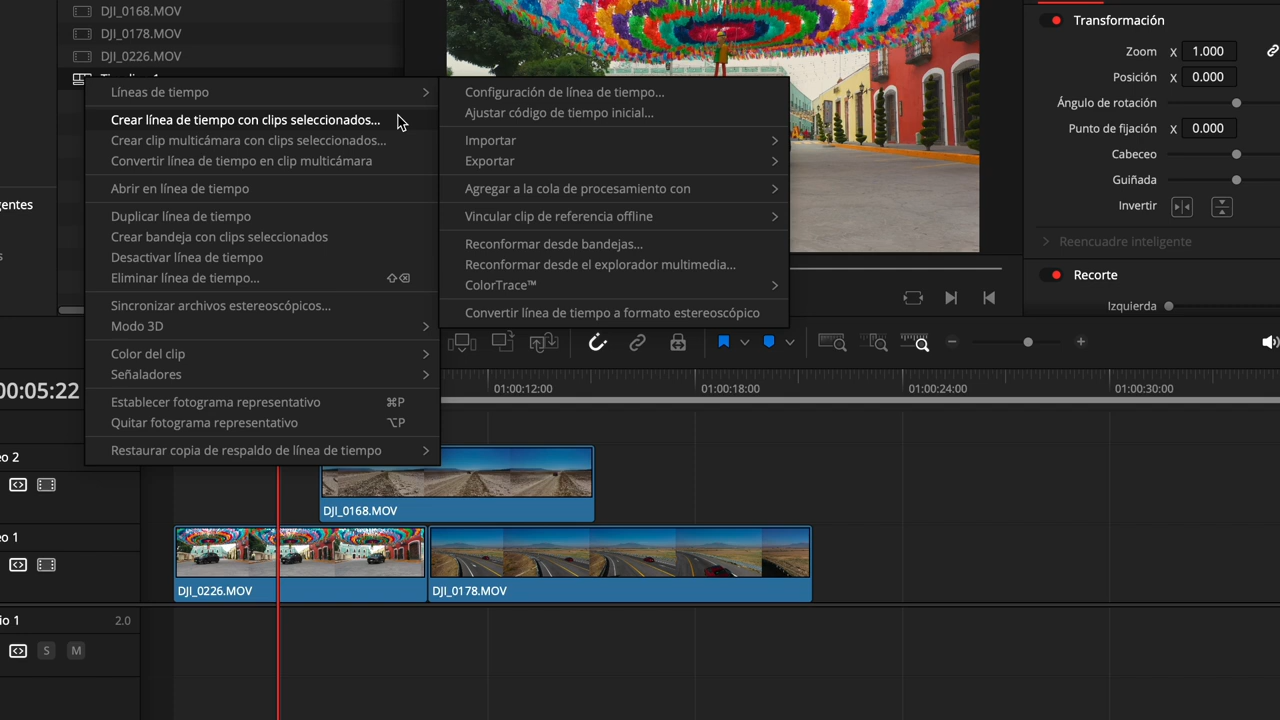 DJI_0168.MOV
DJI_0178.MOV
DJI_0226.MOV
Líneas de tiempo
Crear línea de tiempo con clips seleccionados...
Crear clip multicámara con clips seleccionados...
Convertir línea de tiempo en clip multicámara
Abrir en línea de tiempo
Duplicar línea de tiempo
Crear bandeja con clips seleccionados
Desactivar línea de tiempo
Eliminar línea de tiempo... ⇧⌫
Sincronizar archivos estereoscópicos...
Modo 3D
Color del clip
Señaladores
Establecer fotograma representativo ⌘P
Quitar fotograma representativo ⌥P
Restaurar copia de respaldo de línea de tiempo
Configuración de línea de tiempo...
Ajustar código de tiempo inicial...
Importar
Exportar
Agregar a la cola de procesamiento con
Vincular clip de referencia offline
Reconformar desde bandejas...
Reconformar desde el explorador multimedia...
ColorTrace™
Convertir línea de tiempo a formato estereoscópico
Transformación
Zoom X 1.000
Posición X 0.000
Ángulo de rotación
Punto de fijación X 0.000
Cabeceo
Guiñada
Invertir
Reencuadre inteligente
Recorte
Izquierda
gentes
s
00:05:22
01:00:12:00
01:00:18:00
01:00:24:00
01:00:30:00
eo 2
DJI_0168.MOV
eo 1
DJI_0226.MOV
DJI_0178.MOV
io 1
2.0
S
M